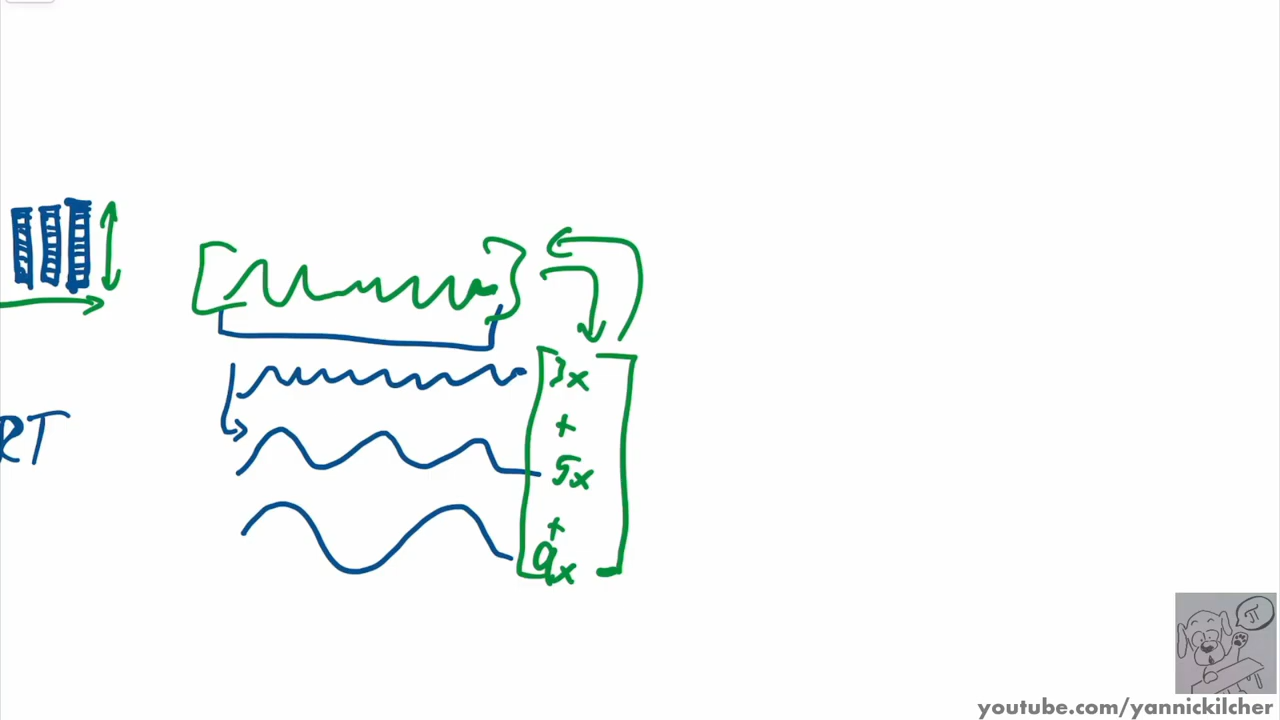 RT
3x
+
5x
+
9x
π
youtube.com/yannickilcher